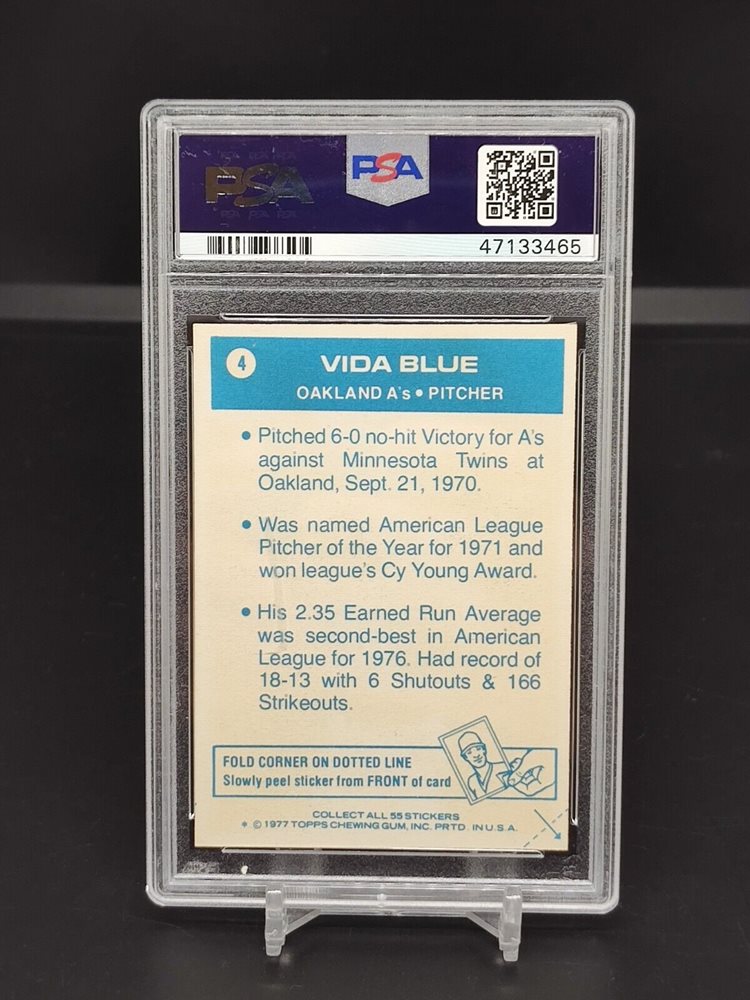 PSA
PSA
PSA PSA PSA
47133465
4
VIDA BLUE
OAKLAND A's • PITCHER
• Pitched 6-0 no-hit Victory for A's
against Minnesota Twins at
Oakland, Sept. 21, 1970.
• Was named American League
Pitcher of the Year for 1971 and
won league's Cy Young Award.
• His 2.35 Earned Run Average
was second-best in American
League for 1976. Had record of
18-13 with 6 Shutouts & 166
Strikeouts.
FOLD CORNER ON DOTTED LINE
Slowly peel sticker from FRONT of card
COLLECT ALL 55 STICKERS
* © 1977 TOPPS CHEWING GUM, INC. PRTD. IN U.S.A.